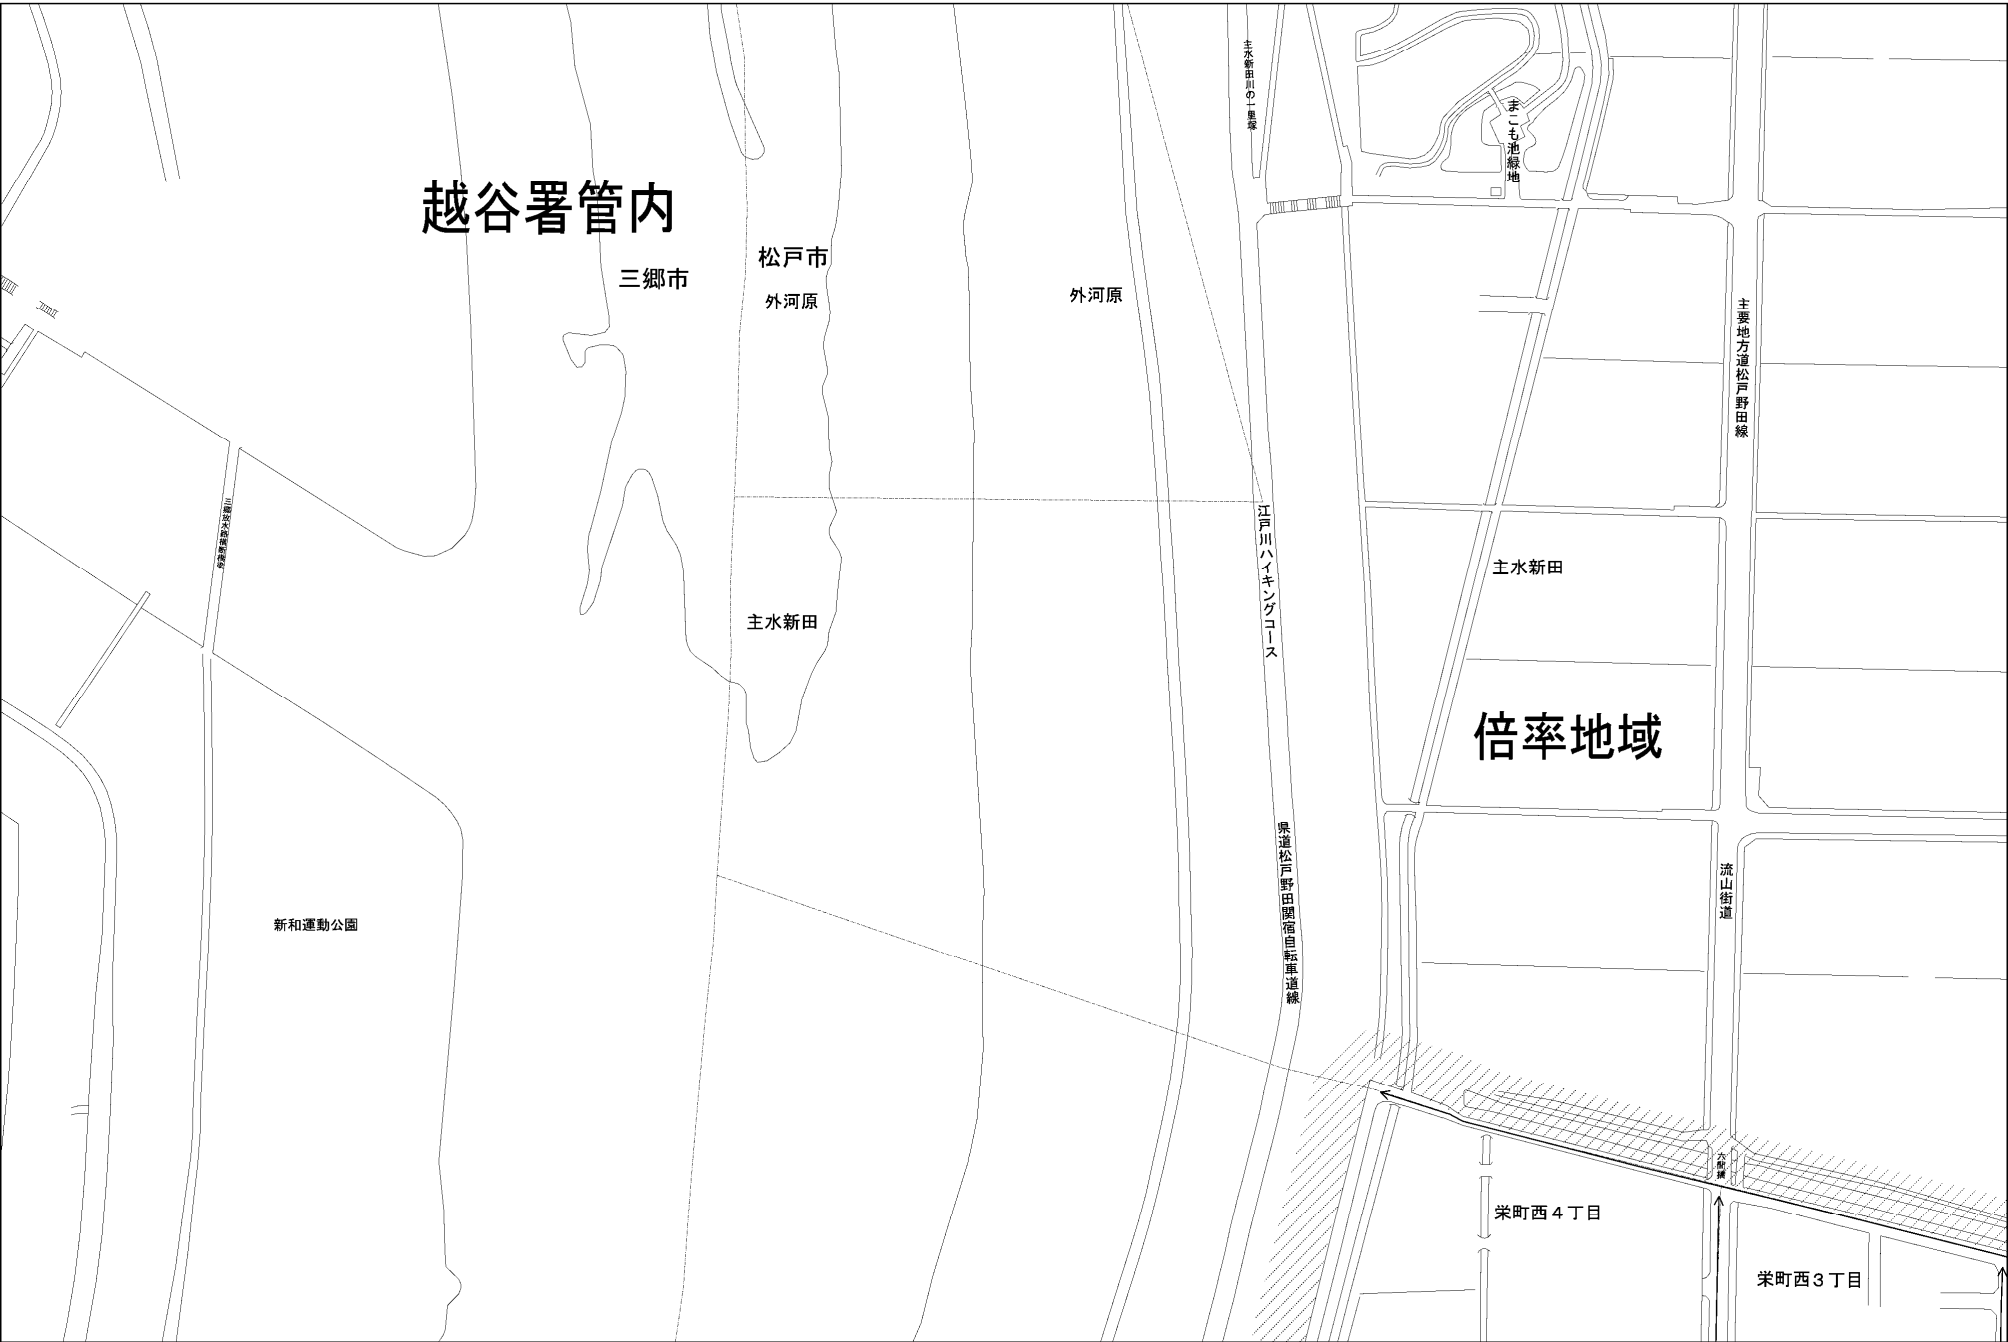 主水新田川の一里塚
まこも池緑地
越谷署管内
松戸市
三郷市
外河原
外河原
主要地方道松戸野田線
江戸川ハイキングコース
主水新田
主水新田
倍率地域
県道松戸野田関宿自転車道線
流山街道
新和運動公園
六間橋
栄町西4丁目
栄町西3丁目